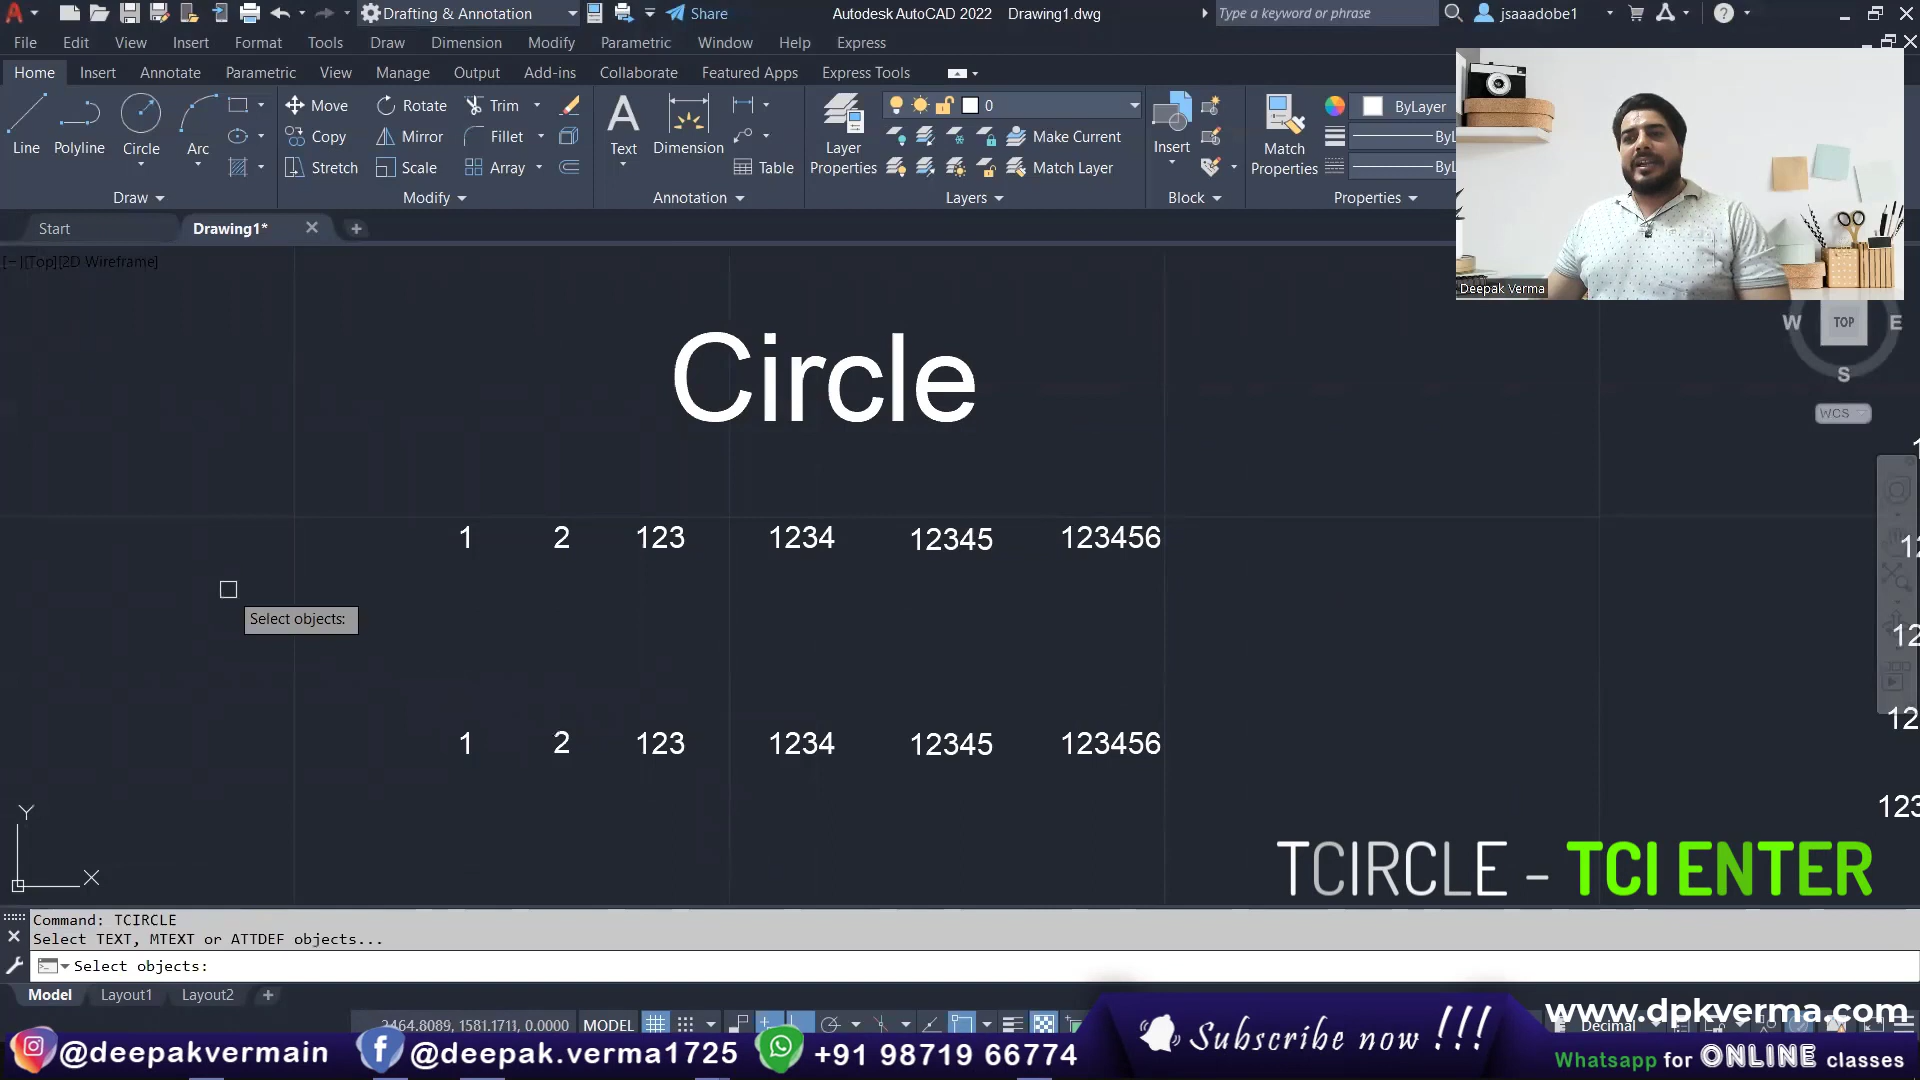 Drafting & Annotation
Share
Autodesk AutoCAD 2022 Drawing1.dwg
Type a keyword or phrase
jsaaadobe1
File Edit View Insert Format Tools Draw Dimension Modify Parametric Window Help Express
Home Insert Annotate Parametric View Manage Output Add-ins Collaborate Featured Apps Express Tools
Line Polyline Circle Arc
Move Rotate Trim
Copy Mirror Fillet
Stretch Scale Array
Text Dimension Table
Layer Properties
0
Make Current
Match Layer
Insert
Match Properties
ByLayer
Draw Modify Annotation Layers Block Properties
Start Drawing1* 
[−][Top][2D Wireframe]
Deepak Verma
W TOP E
S
WCS
Circle
1 2 123 1234 12345 123456
Select objects:
1 2 123 1234 12345 123456
Y
X
TCIRCLE - TCI ENTER
Command: TCIRCLE
Select TEXT, MTEXT or ATTDEF objects...
Select objects:
Model Layout1 Layout2
2464.8089, 1581.1711, 0.0000 MODEL
Decimal
@deepakvermain @deepak.verma1725 +91 98719 66774
Subscribe now !!!
www.dpkverma.com
Whatsapp for ONLINE classes